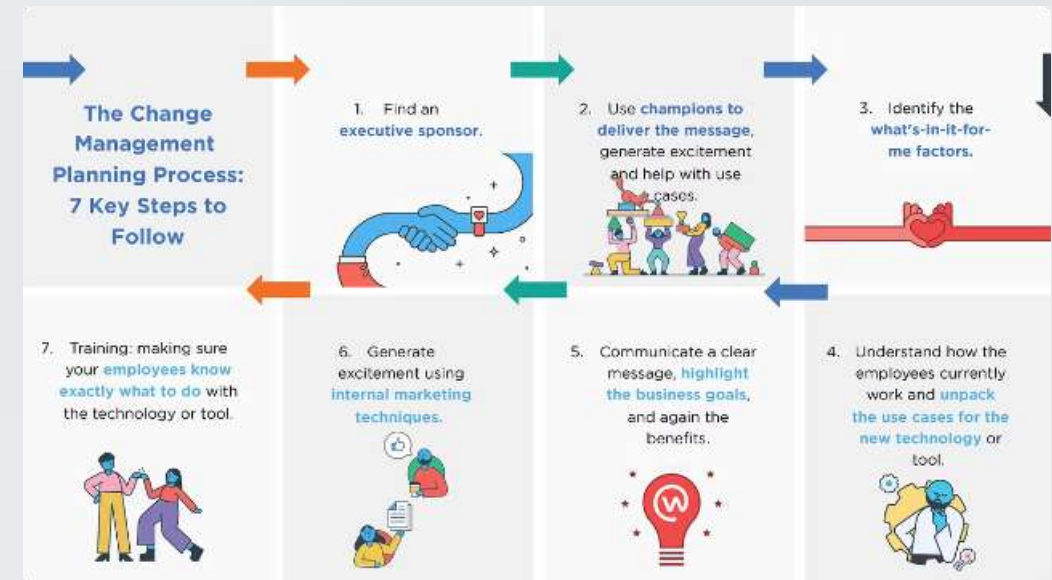 The Change
Management
Planning Process:
7 Key Steps to
Follow
1. Find an
executive sponsor.
2. Use champions to
deliver the message,
generate excitement
and help with use
cases.
3. Identify the
what's-in-it-for-
me factors.
4. Understand how the
employees currently
work and unpack
the use cases for the
new technology or
tool.
5. Communicate a clear
message, highlight
the business goals,
and again the
benefits.
6. Generate
excitement using
internal marketing
techniques.
7. Training: making sure
your employees know
exactly what to do with
the technology or tool.